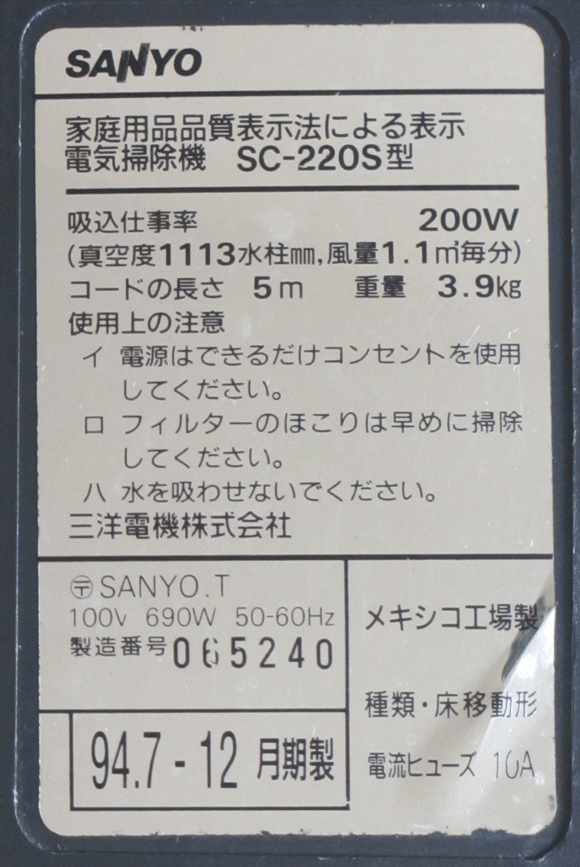 SANYO
家庭用品品質表示法による表示
電気掃除機 SC-220S型
吸込仕事率 200W
(真空度1113水柱㎜,風量1.1㎥毎分)
コードの長さ 5m 重量 3.9㎏
使用上の注意
イ 電源はできるだけコンセントを使用
してください。
ロ フィルターのほこりは早めに掃除
してください。
ハ 水を吸わせないでください。
三洋電機株式会社
〶SANYO.T
100V 690W 50-60Hz
製造番号 065240
94.7-12 月期製
メキシコ工場製
種類・床移動形
電流ヒューズ 10A